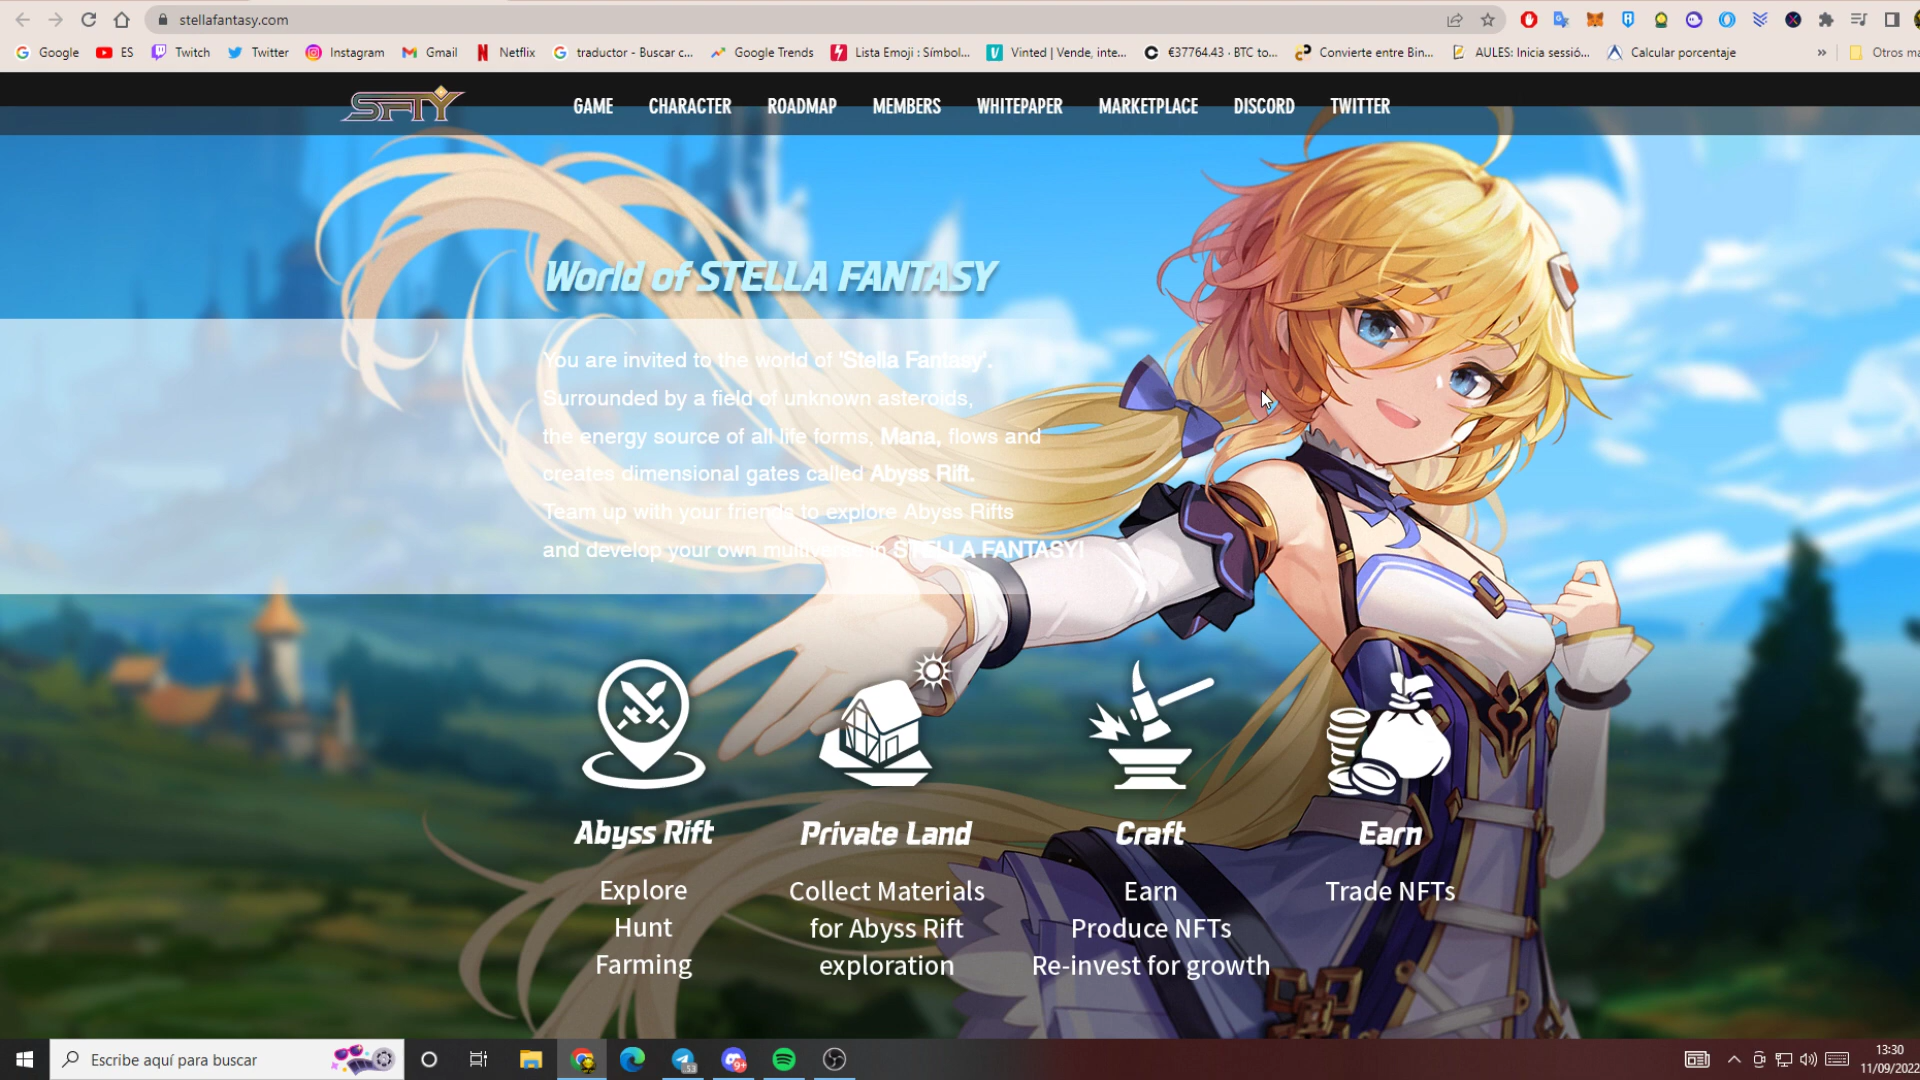 stellafantasy.com
Google
ES
Twitch
Twitter
Instagram
Gmail
Netflix
traductor - Buscar c...
Google Trends
Lista Emoji : Símbol...
Vinted | Vende, inte...
€37764.43 · BTC to...
Convierte entre Bin...
AULES: Inicia sessió...
Calcular porcentaje
»
Otros ma
SFTY
GAME
CHARACTER
ROADMAP
MEMBERS
WHITEPAPER
MARKETPLACE
DISCORD
TWITTER
World of STELLA FANTASY
You are invited to the world of 'Stella Fantasy'.
Surrounded by a field of unknown asteroids,
the energy source of all life forms, Mana, flows and
creates dimensional gates called Abyss Rift.
Team up with your friends to explore Abyss Rifts
and develop your own multiverse in STELLA FANTASY!
Abyss Rift
Explore
Hunt
Farming
Private Land
Collect Materials
for Abyss Rift
exploration
Craft
Earn
Produce NFTs
Re-invest for growth
Earn
Trade NFTs
Escribe aquí para buscar
53
9+
13:30
11/09/2022